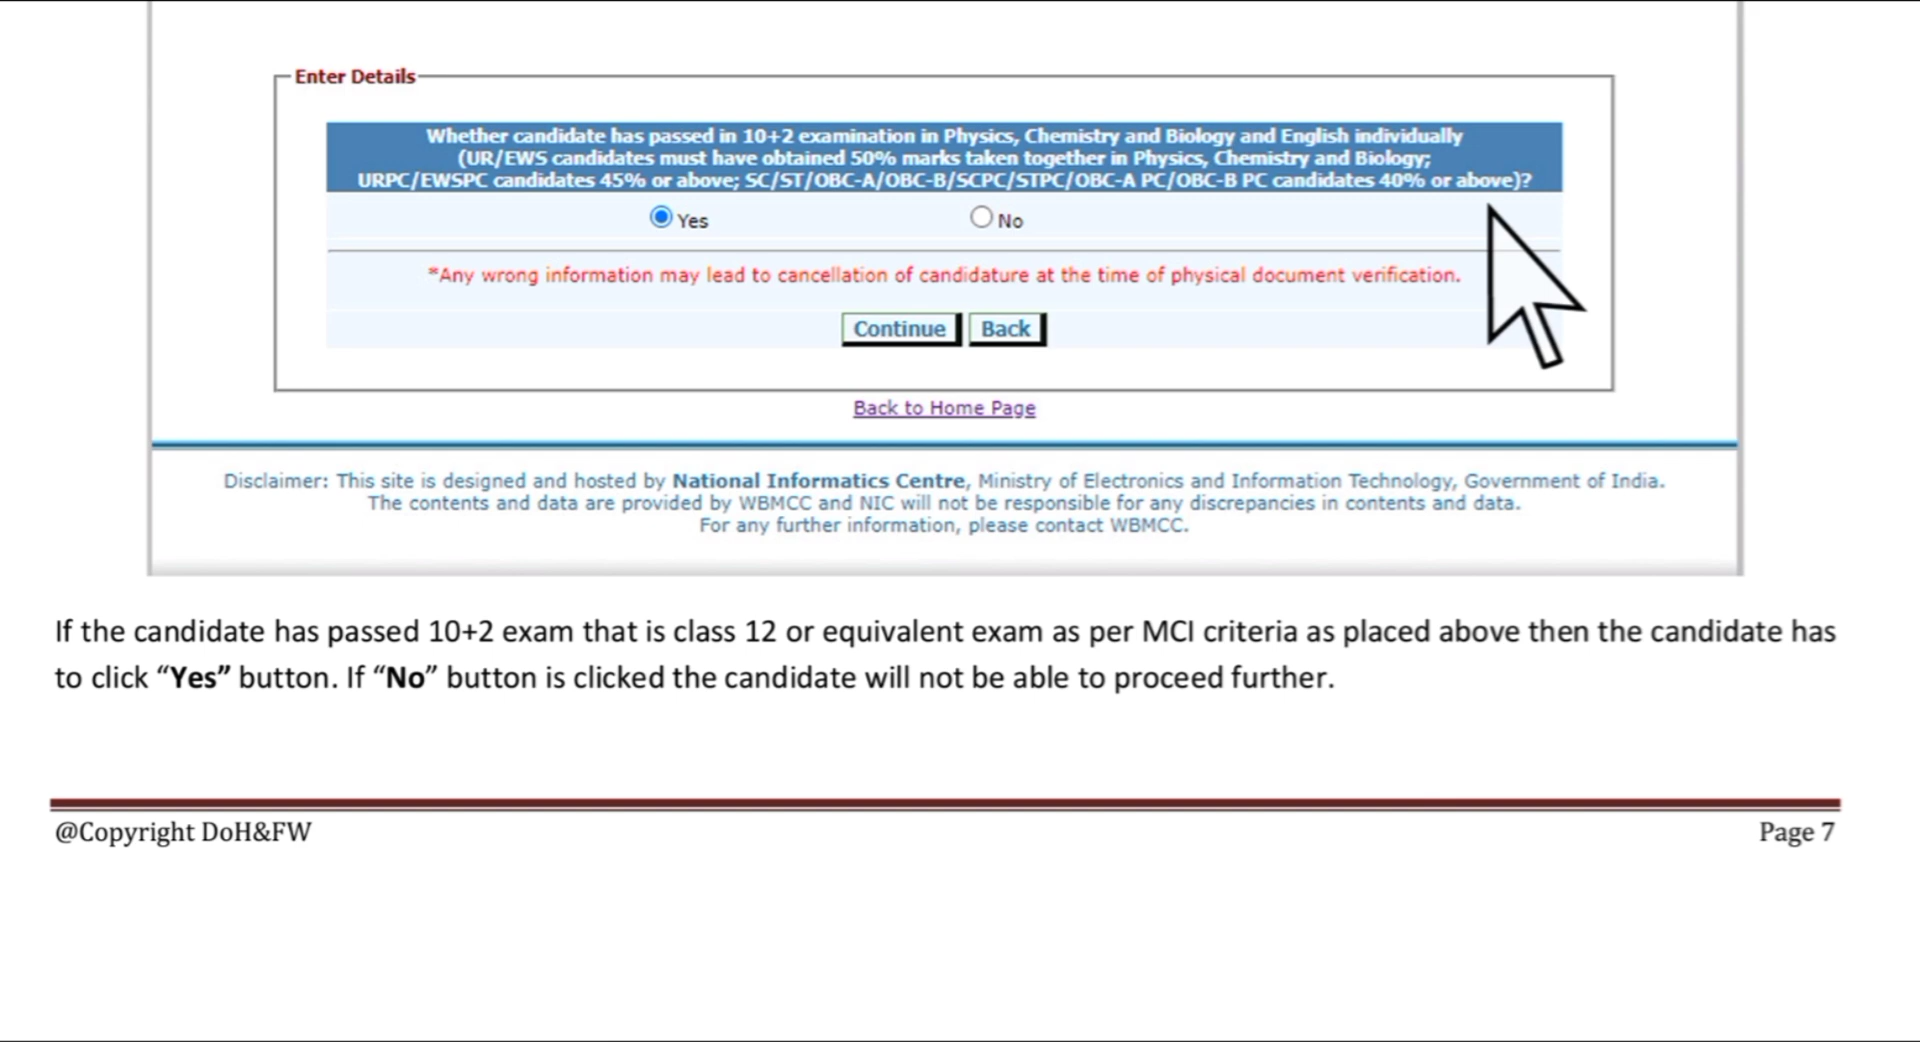 Enter Details
Whether candidate has passed in 10+2 examination in Physics, Chemistry and Biology and English individually
(UR/EWS candidates must have obtained 50% marks taken together in Physics, Chemistry and Biology;
URPC/EWSPC candidates 45% or above; SC/ST/OBC-A/OBC-B/SCPC/STPC/OBC-A PC/OBC-B PC candidates 40% or above)?
Yes No
*Any wrong information may lead to cancellation of candidature at the time of physical document verification.
Continue Back
Back to Home Page
Disclaimer: This site is designed and hosted by National Informatics Centre, Ministry of Electronics and Information Technology, Government of India.
The contents and data are provided by WBMCC and NIC will not be responsible for any discrepancies in contents and data.
For any further information, please contact WBMCC.
If the candidate has passed 10+2 exam that is class 12 or equivalent exam as per MCI criteria as placed above then the candidate has
to click “Yes” button. If “No” button is clicked the candidate will not be able to proceed further.
@Copyright DoH&FW Page 7